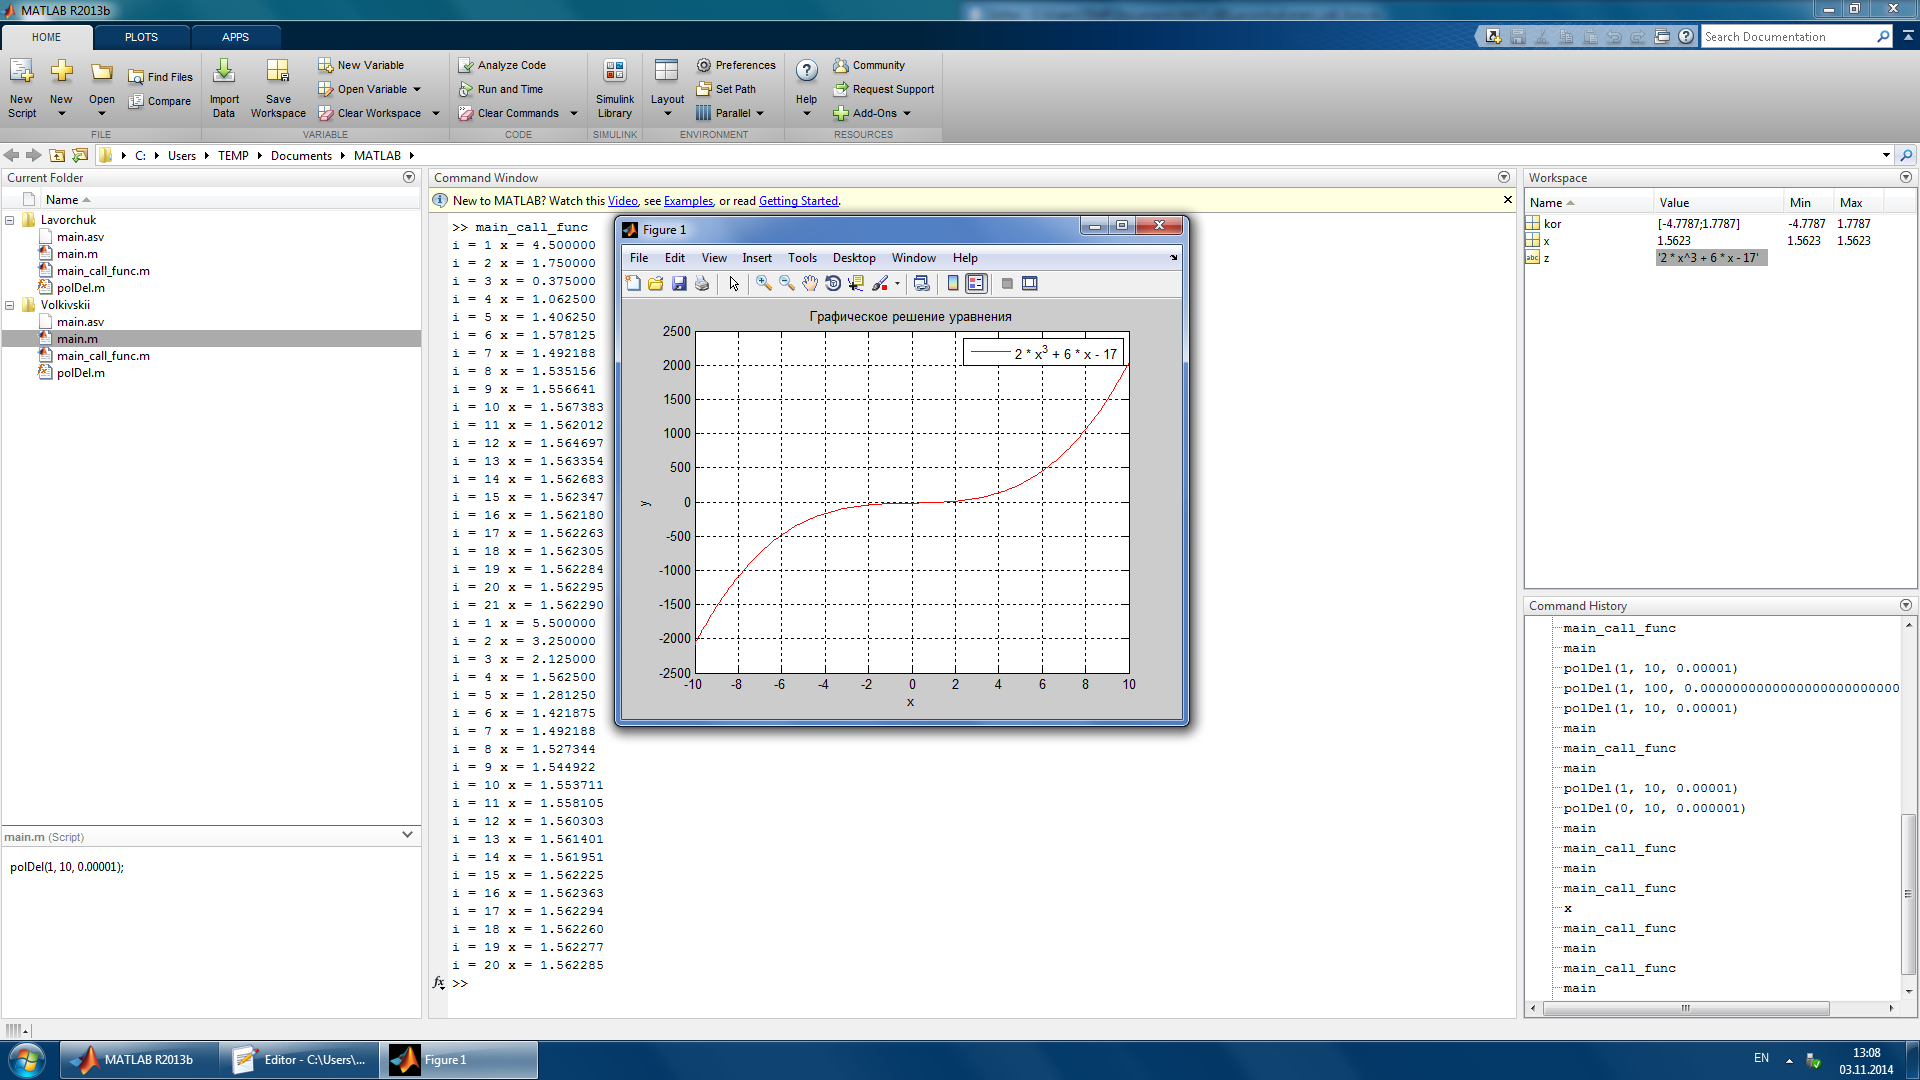 MATLAB R2013b
HOME PLOTS APPS
Search Documentation
New Script
New
Open
Find Files
Compare
Import Data
Save Workspace
New Variable
Open Variable
Clear Workspace
Analyze Code
Run and Time
Clear Commands
Simulink Library
Layout
Preferences
Set Path
Parallel
Help
Community
Request Support
Add-Ons
FILE VARIABLE CODE SIMULINK ENVIRONMENT RESOURCES
C: Users TEMP Documents MATLAB
Current Folder
Name
Lavorchuk
main.asv
main.m
main_call_func.m
polDel.m
Volkivskii
main.asv
main.m
main_call_func.m
polDel.m
main.m (Script)
polDel(1, 10, 0.00001);
Command Window
New to MATLAB? Watch this Video, see Examples, or read Getting Started.
>> main_call_func
i = 1 x = 4.500000
i = 2 x = 1.750000
i = 3 x = 0.375000
i = 4 x = 1.062500
i = 5 x = 1.406250
i = 6 x = 1.578125
i = 7 x = 1.492188
i = 8 x = 1.535156
i = 9 x = 1.556641
i = 10 x = 1.567383
i = 11 x = 1.562012
i = 12 x = 1.564697
i = 13 x = 1.563354
i = 14 x = 1.562683
i = 15 x = 1.562347
i = 16 x = 1.562180
i = 17 x = 1.562263
i = 18 x = 1.562305
i = 19 x = 1.562284
i = 20 x = 1.562295
i = 21 x = 1.562290
i = 1 x = 5.500000
i = 2 x = 3.250000
i = 3 x = 2.125000
i = 4 x = 1.562500
i = 5 x = 1.281250
i = 6 x = 1.421875
i = 7 x = 1.492188
i = 8 x = 1.527344
i = 9 x = 1.544922
i = 10 x = 1.553711
i = 11 x = 1.558105
i = 12 x = 1.560303
i = 13 x = 1.561401
i = 14 x = 1.561951
i = 15 x = 1.562225
i = 16 x = 1.562363
i = 17 x = 1.562294
i = 18 x = 1.562260
i = 19 x = 1.562277
i = 20 x = 1.562285
fx >>
Figure 1
File Edit View Insert Tools Desktop Window Help
Графическое решение уравнения
2 * x^3 + 6 * x - 17
2500
2000
1500
1000
500
0
-500
-1000
-1500
-2000
-2500
y
-10 -8 -6 -4 -2 0 2 4 6 8 10
x
Workspace
Name Value Min Max
kor [-4.7787;1.7787] -4.7787 1.7787
x 1.5623 1.5623 1.5623
abc z '2 * x^3 + 6 * x - 17'
Command History
main_call_func
main
polDel(1, 10, 0.00001)
polDel(1, 100, 0.000000000000000000000000000
polDel(1, 10, 0.00001)
main
main_call_func
main
polDel(1, 10, 0.00001)
polDel(0, 10, 0.000001)
main
main_call_func
main
main_call_func
x
main_call_func
main
main_call_func
main
MATLAB R2013b
Editor - C:\Users\...
Figure 1
EN
13:08
03.11.2014